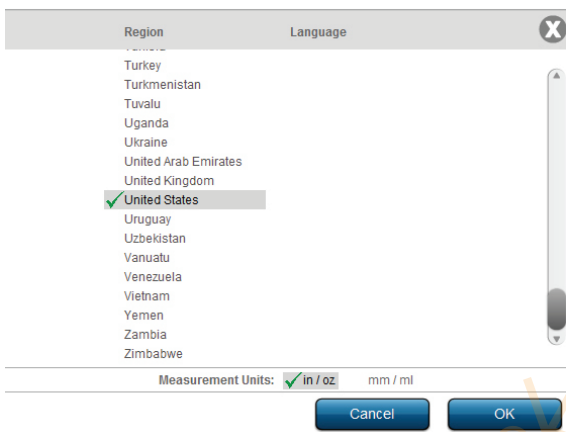 Region Language
Turkey
Turkmenistan
Tuvalu
Uganda
Ukraine
United Arab Emirates
United Kingdom
United States
Uruguay
Uzbekistan
Vanuatu
Venezuela
Vietnam
Yemen
Zambia
Zimbabwe
Measurement Units: in / oz mm / ml
Cancel OK